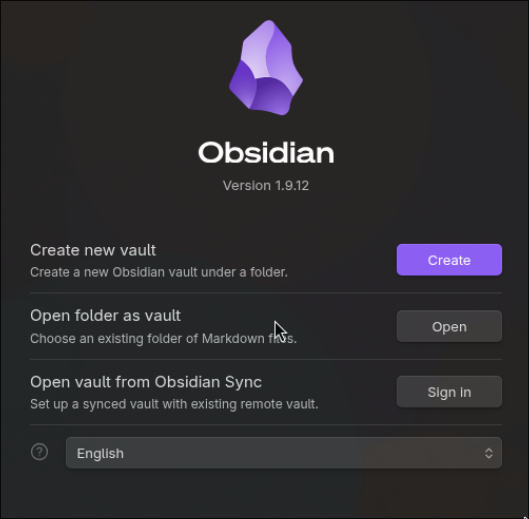 Obsidian
Version 1.9.12
Create new vault
Create a new Obsidian vault under a folder.
Create
Open folder as vault
Choose an existing folder of Markdown files.
Open
Open vault from Obsidian Sync
Set up a synced vault with existing remote vault.
Sign in
?
English